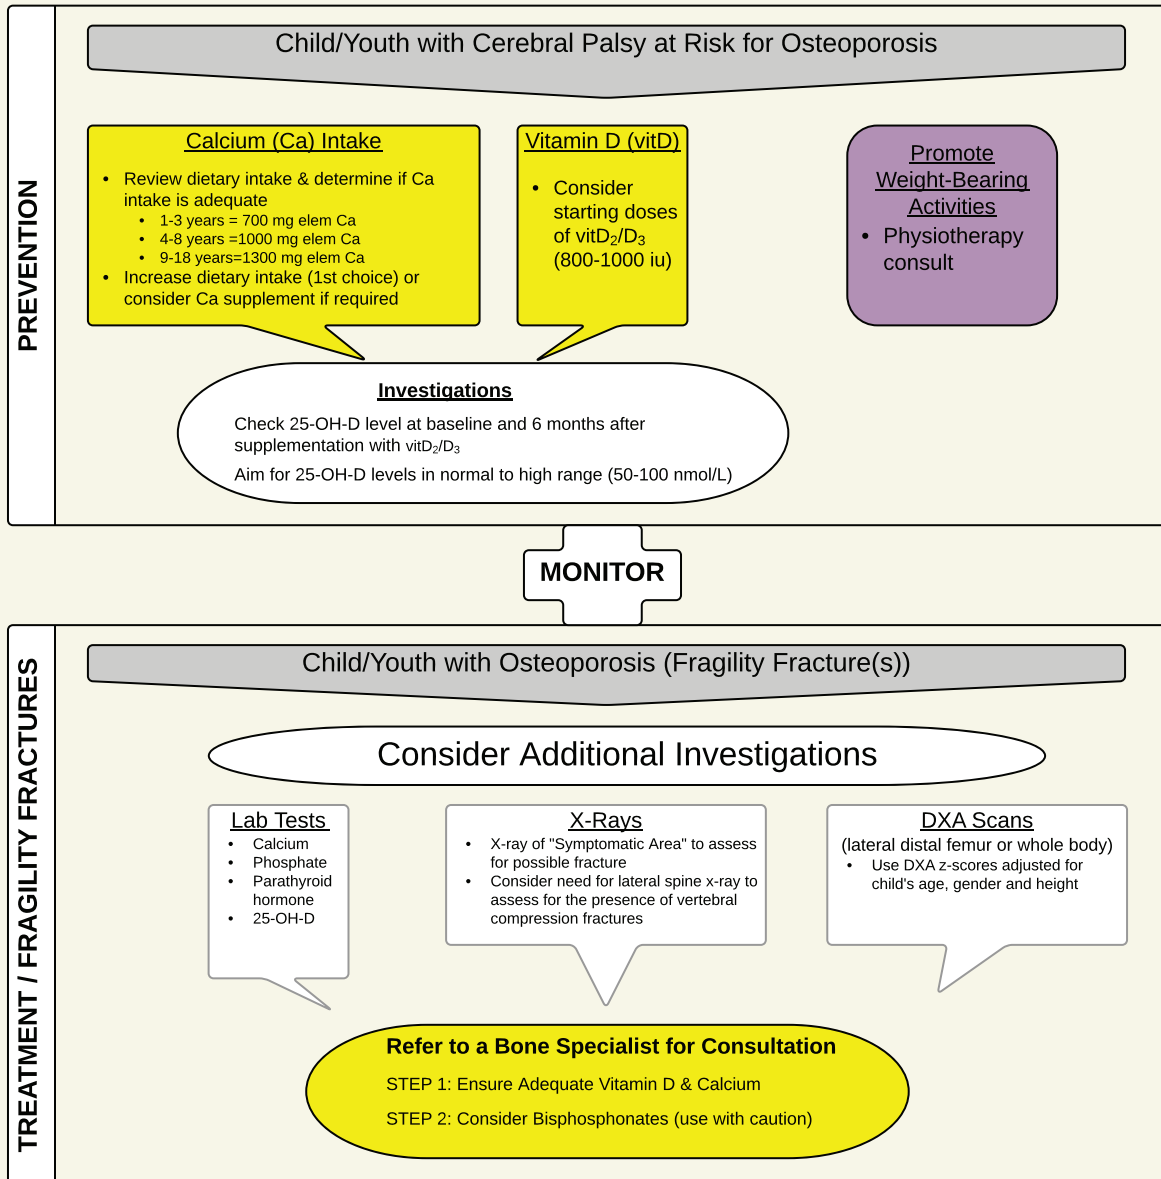 PREVENTION
Child/Youth with Cerebral Palsy at Risk for Osteoporosis
Calcium (Ca) Intake
• Review dietary intake & determine if Ca
intake is adequate
• 1-3 years = 700 mg elem Ca
• 4-8 years =1000 mg elem Ca
• 9-18 years=1300 mg elem Ca
• Increase dietary intake (1st choice) or
consider Ca supplement if required
Vitamin D (vitD)
• Consider
starting doses
of vitD₂/D₃
(800-1000 iu)
Promote
Weight-Bearing
Activities
• Physiotherapy
consult
Investigations
Check 25-OH-D level at baseline and 6 months after
supplementation with vitD₂/D₃
Aim for 25-OH-D levels in normal to high range (50-100 nmol/L)
MONITOR
TREATMENT / FRAGILITY FRACTURES
Child/Youth with Osteoporosis (Fragility Fracture(s))
Consider Additional Investigations
Lab Tests
• Calcium
• Phosphate
• Parathyroid
hormone
• 25-OH-D
X-Rays
• X-ray of "Symptomatic Area" to assess
for possible fracture
• Consider need for lateral spine x-ray to
assess for the presence of vertebral
compression fractures
DXA Scans
(lateral distal femur or whole body)
• Use DXA z-scores adjusted for
child's age, gender and height
Refer to a Bone Specialist for Consultation
STEP 1: Ensure Adequate Vitamin D & Calcium
STEP 2: Consider Bisphosphonates (use with caution)